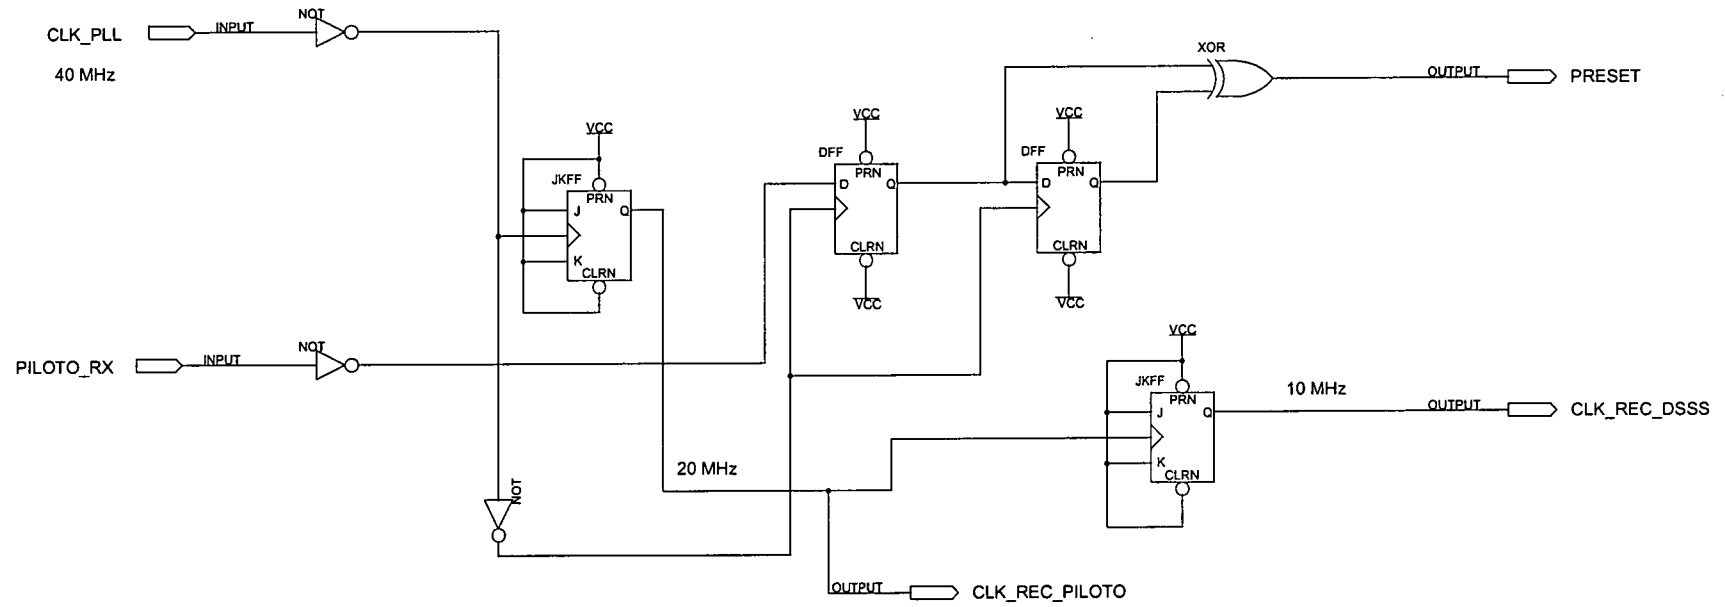 CLK_PLL
INPUT
NOT
40 MHz
XOR
OUTPUT
PRESET
VCC
JKFF
PRN
J
Q
K
CLRN
VCC
DFF
PRN
D
Q
CLRN
VCC
VCC
DFF
PRN
D
Q
CLRN
VCC
PILOTO_RX
INPUT
NOT
VCC
JKFF
PRN
J
Q
K
CLRN
10 MHz
OUTPUT
CLK_REC_DSSS
20 MHz
NOT
OUTPUT
CLK_REC_PILOTO